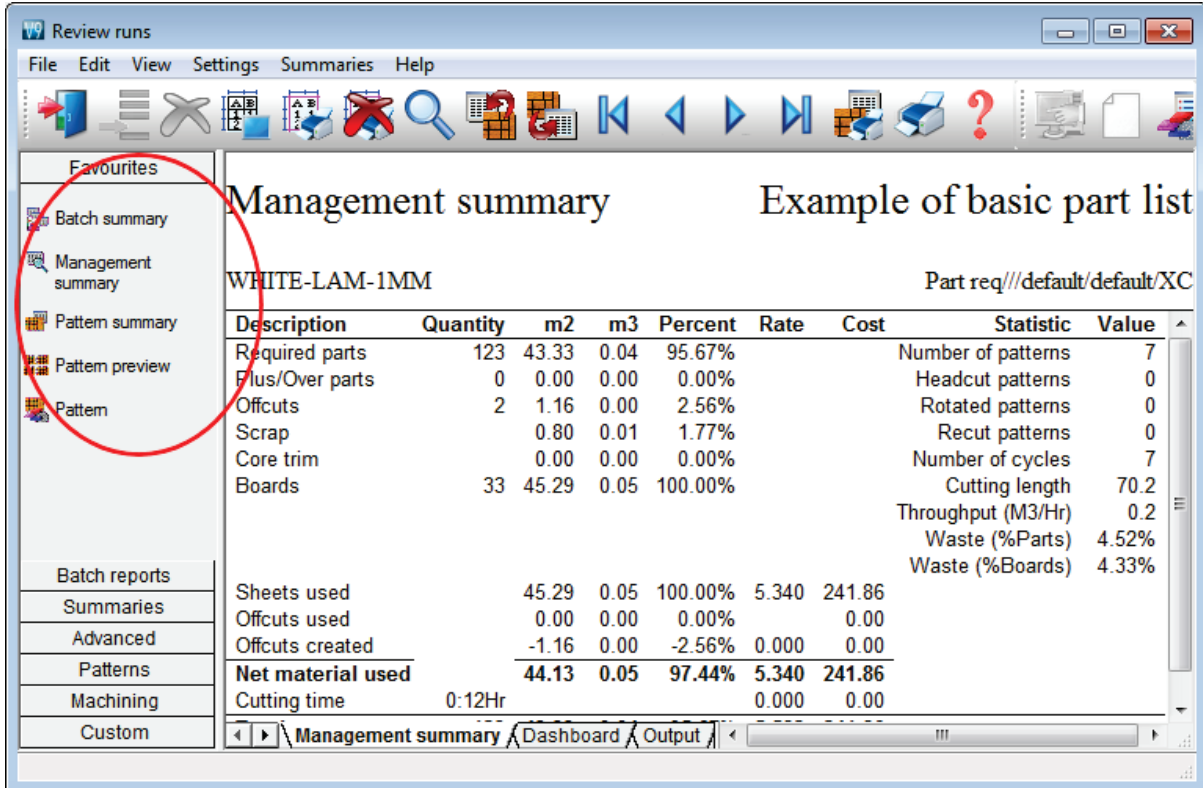 V9 Review runs
File Edit View Settings Summaries Help
Favourites
Batch summary
Management
summary
Pattern summary
Pattern preview
Pattern
Batch reports
Summaries
Advanced
Patterns
Machining
Custom
Management summary Example of basic part list
WHITE-LAM-1MM Part req///default/default/XC
Description Quantity m2 m3 Percent Rate Cost Statistic Value
Required parts 123 43.33 0.04 95.67% Number of patterns 7
Plus/Over parts 0 0.00 0.00 0.00% Headcut patterns 0
Offcuts 2 1.16 0.00 2.56% Rotated patterns 0
Scrap 0.80 0.01 1.77% Recut patterns 0
Core trim 0.00 0.00 0.00% Number of cycles 7
Boards 33 45.29 0.05 100.00% Cutting length 70.2
Throughput (M3/Hr) 0.2
Waste (%Parts) 4.52%
Waste (%Boards) 4.33%
Sheets used 45.29 0.05 100.00% 5.340 241.86
Offcuts used 0.00 0.00 0.00% 0.00
Offcuts created -1.16 0.00 -2.56% 0.000 0.00
Net material used 44.13 0.05 97.44% 5.340 241.86
Cutting time 0:12Hr 0.000 0.00
Management summary Dashboard Output